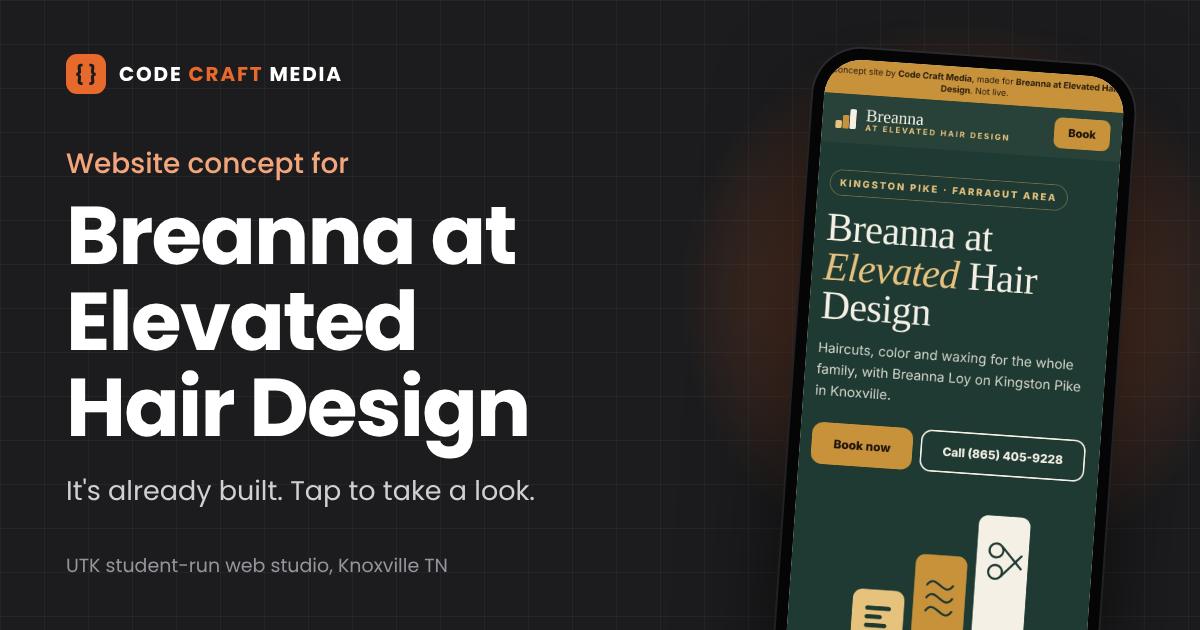 { }
CODE CRAFT MEDIA
Website concept for
Breanna at
Elevated
Hair Design
It's already built. Tap to take a look.
UTK student-run web studio, Knoxville TN
concept site by Code Craft Media, made for Breanna at Elevated Hair
Design. Not live.
Breanna
AT ELEVATED HAIR DESIGN
Book
KINGSTON PIKE · FARRAGUT AREA
Breanna at
Elevated Hair
Design
Haircuts, color and waxing for the whole
family, with Breanna Loy on Kingston Pike
in Knoxville.
Book now
Call (865) 405-9228